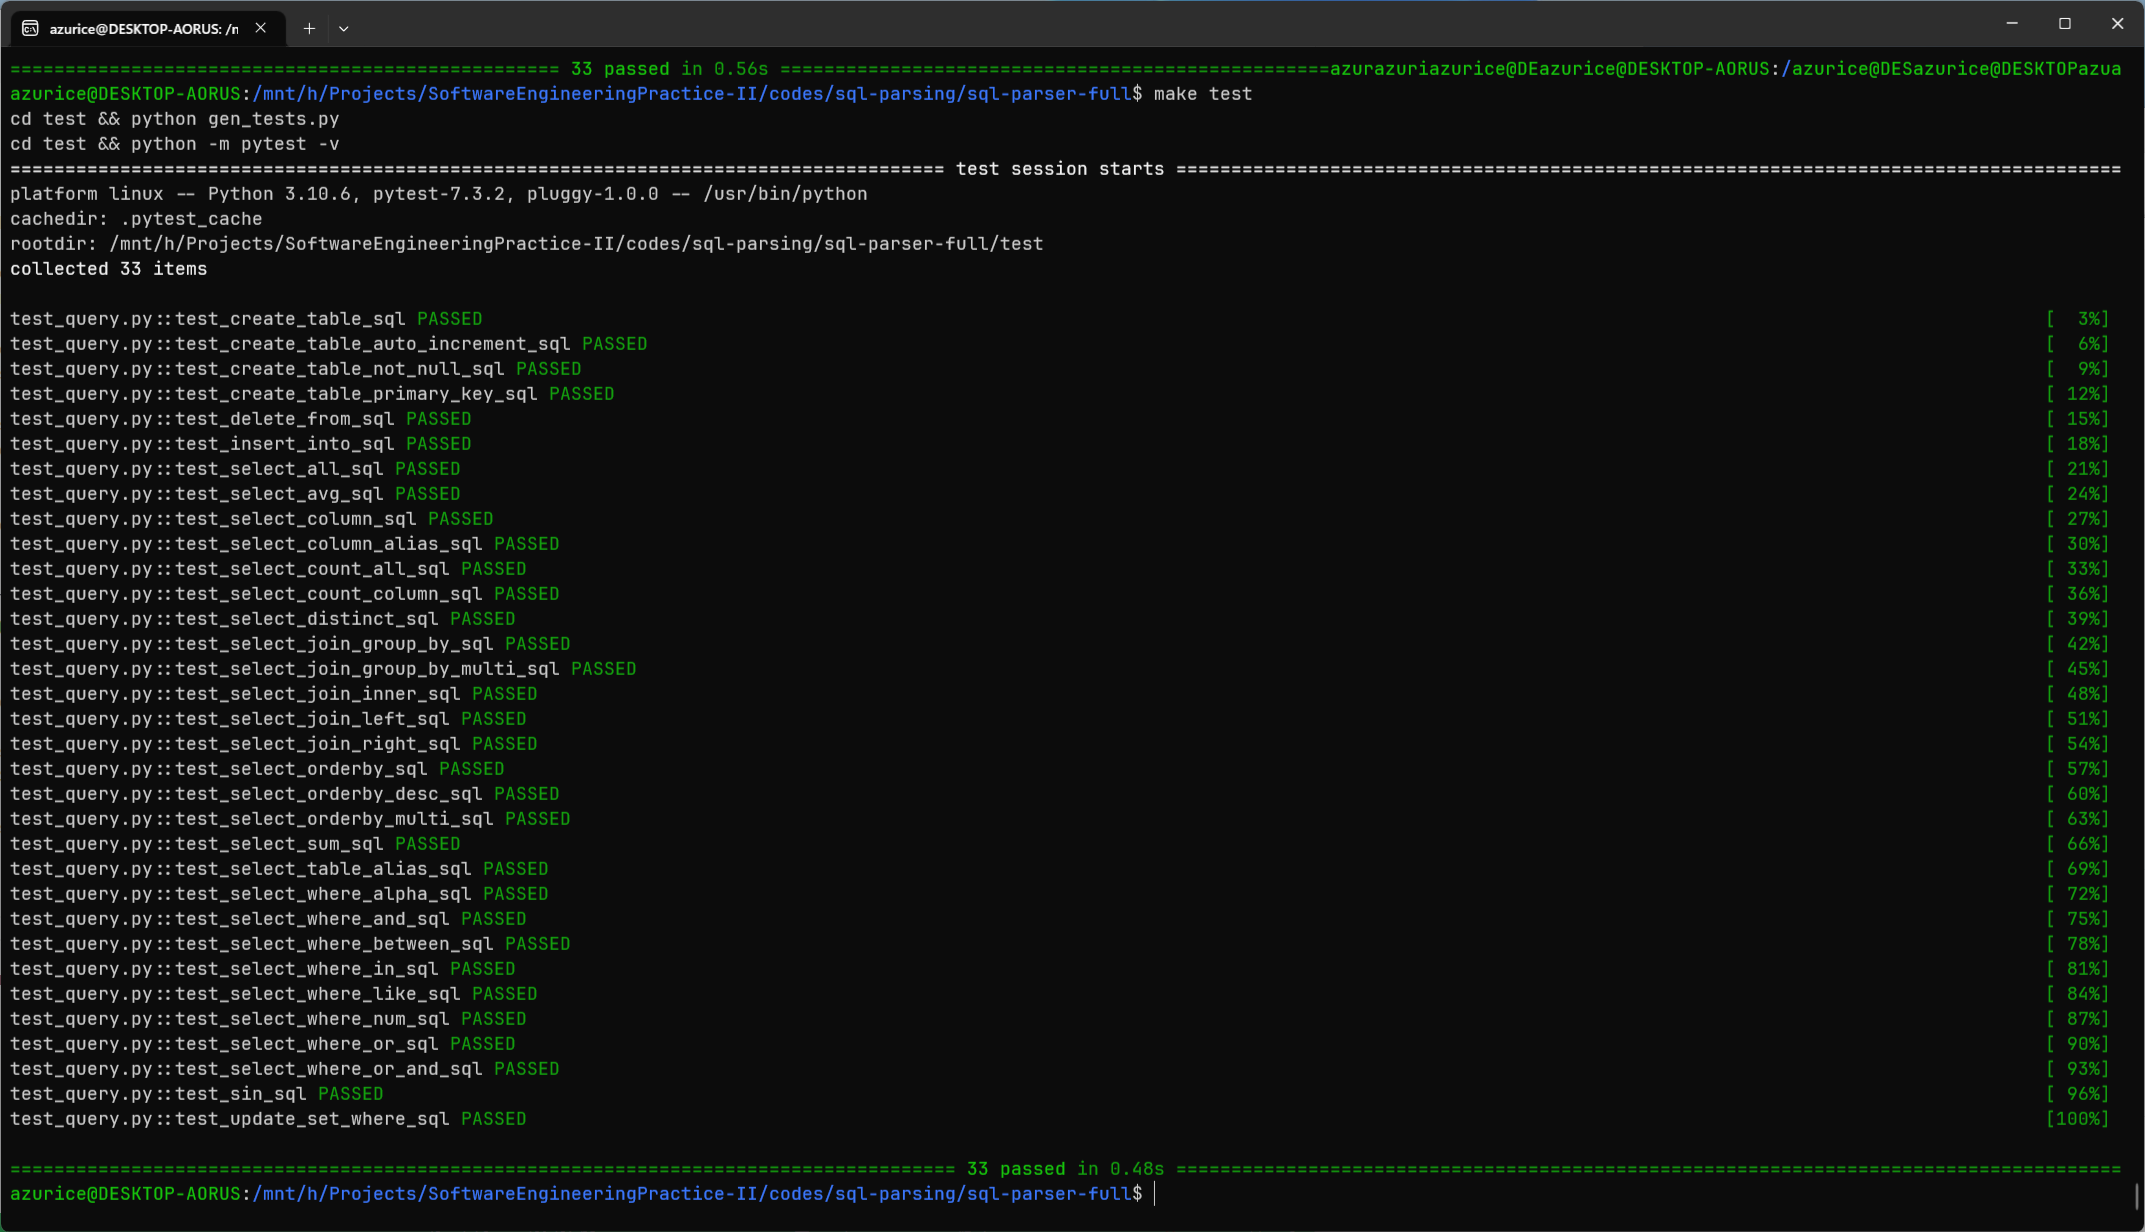 azurice@DESKTOP-AORUS: /n
============================================= 33 passed in 0.56s =============================================azurazuriazurice@DEazurice@DESKTOP-AORUS:/azurice@DESazurice@DESKTOPazua
azurice@DESKTOP-AORUS:/mnt/h/Projects/SoftwareEngineeringPractice-II/codes/sql-parsing/sql-parser-full$ make test
cd test && python gen_tests.py
cd test && python -m pytest -v
===================================================================================== test session starts ======================================================================================
platform linux -- Python 3.10.6, pytest-7.3.2, pluggy-1.0.0 -- /usr/bin/python
cachedir: .pytest_cache
rootdir: /mnt/h/Projects/SoftwareEngineeringPractice-II/codes/sql-parsing/sql-parser-full/test
collected 33 items
test_query.py::test_create_table_sql PASSED [  3%]
test_query.py::test_create_table_auto_increment_sql PASSED [  6%]
test_query.py::test_create_table_not_null_sql PASSED [  9%]
test_query.py::test_create_table_primary_key_sql PASSED [ 12%]
test_query.py::test_delete_from_sql PASSED [ 15%]
test_query.py::test_insert_into_sql PASSED [ 18%]
test_query.py::test_select_all_sql PASSED [ 21%]
test_query.py::test_select_avg_sql PASSED [ 24%]
test_query.py::test_select_column_sql PASSED [ 27%]
test_query.py::test_select_column_alias_sql PASSED [ 30%]
test_query.py::test_select_count_all_sql PASSED [ 33%]
test_query.py::test_select_count_column_sql PASSED [ 36%]
test_query.py::test_select_distinct_sql PASSED [ 39%]
test_query.py::test_select_join_group_by_sql PASSED [ 42%]
test_query.py::test_select_join_group_by_multi_sql PASSED [ 45%]
test_query.py::test_select_join_inner_sql PASSED [ 48%]
test_query.py::test_select_join_left_sql PASSED [ 51%]
test_query.py::test_select_join_right_sql PASSED [ 54%]
test_query.py::test_select_orderby_sql PASSED [ 57%]
test_query.py::test_select_orderby_desc_sql PASSED [ 60%]
test_query.py::test_select_orderby_multi_sql PASSED [ 63%]
test_query.py::test_select_sum_sql PASSED [ 66%]
test_query.py::test_select_table_alias_sql PASSED [ 69%]
test_query.py::test_select_where_alpha_sql PASSED [ 72%]
test_query.py::test_select_where_and_sql PASSED [ 75%]
test_query.py::test_select_where_between_sql PASSED [ 78%]
test_query.py::test_select_where_in_sql PASSED [ 81%]
test_query.py::test_select_where_like_sql PASSED [ 84%]
test_query.py::test_select_where_num_sql PASSED [ 87%]
test_query.py::test_select_where_or_sql PASSED [ 90%]
test_query.py::test_select_where_or_and_sql PASSED [ 93%]
test_query.py::test_sin_sql PASSED [ 96%]
test_query.py::test_update_set_where_sql PASSED [100%]
====================================================================================== 33 passed in 0.48s ======================================================================================
azurice@DESKTOP-AORUS:/mnt/h/Projects/SoftwareEngineeringPractice-II/codes/sql-parsing/sql-parser-full$